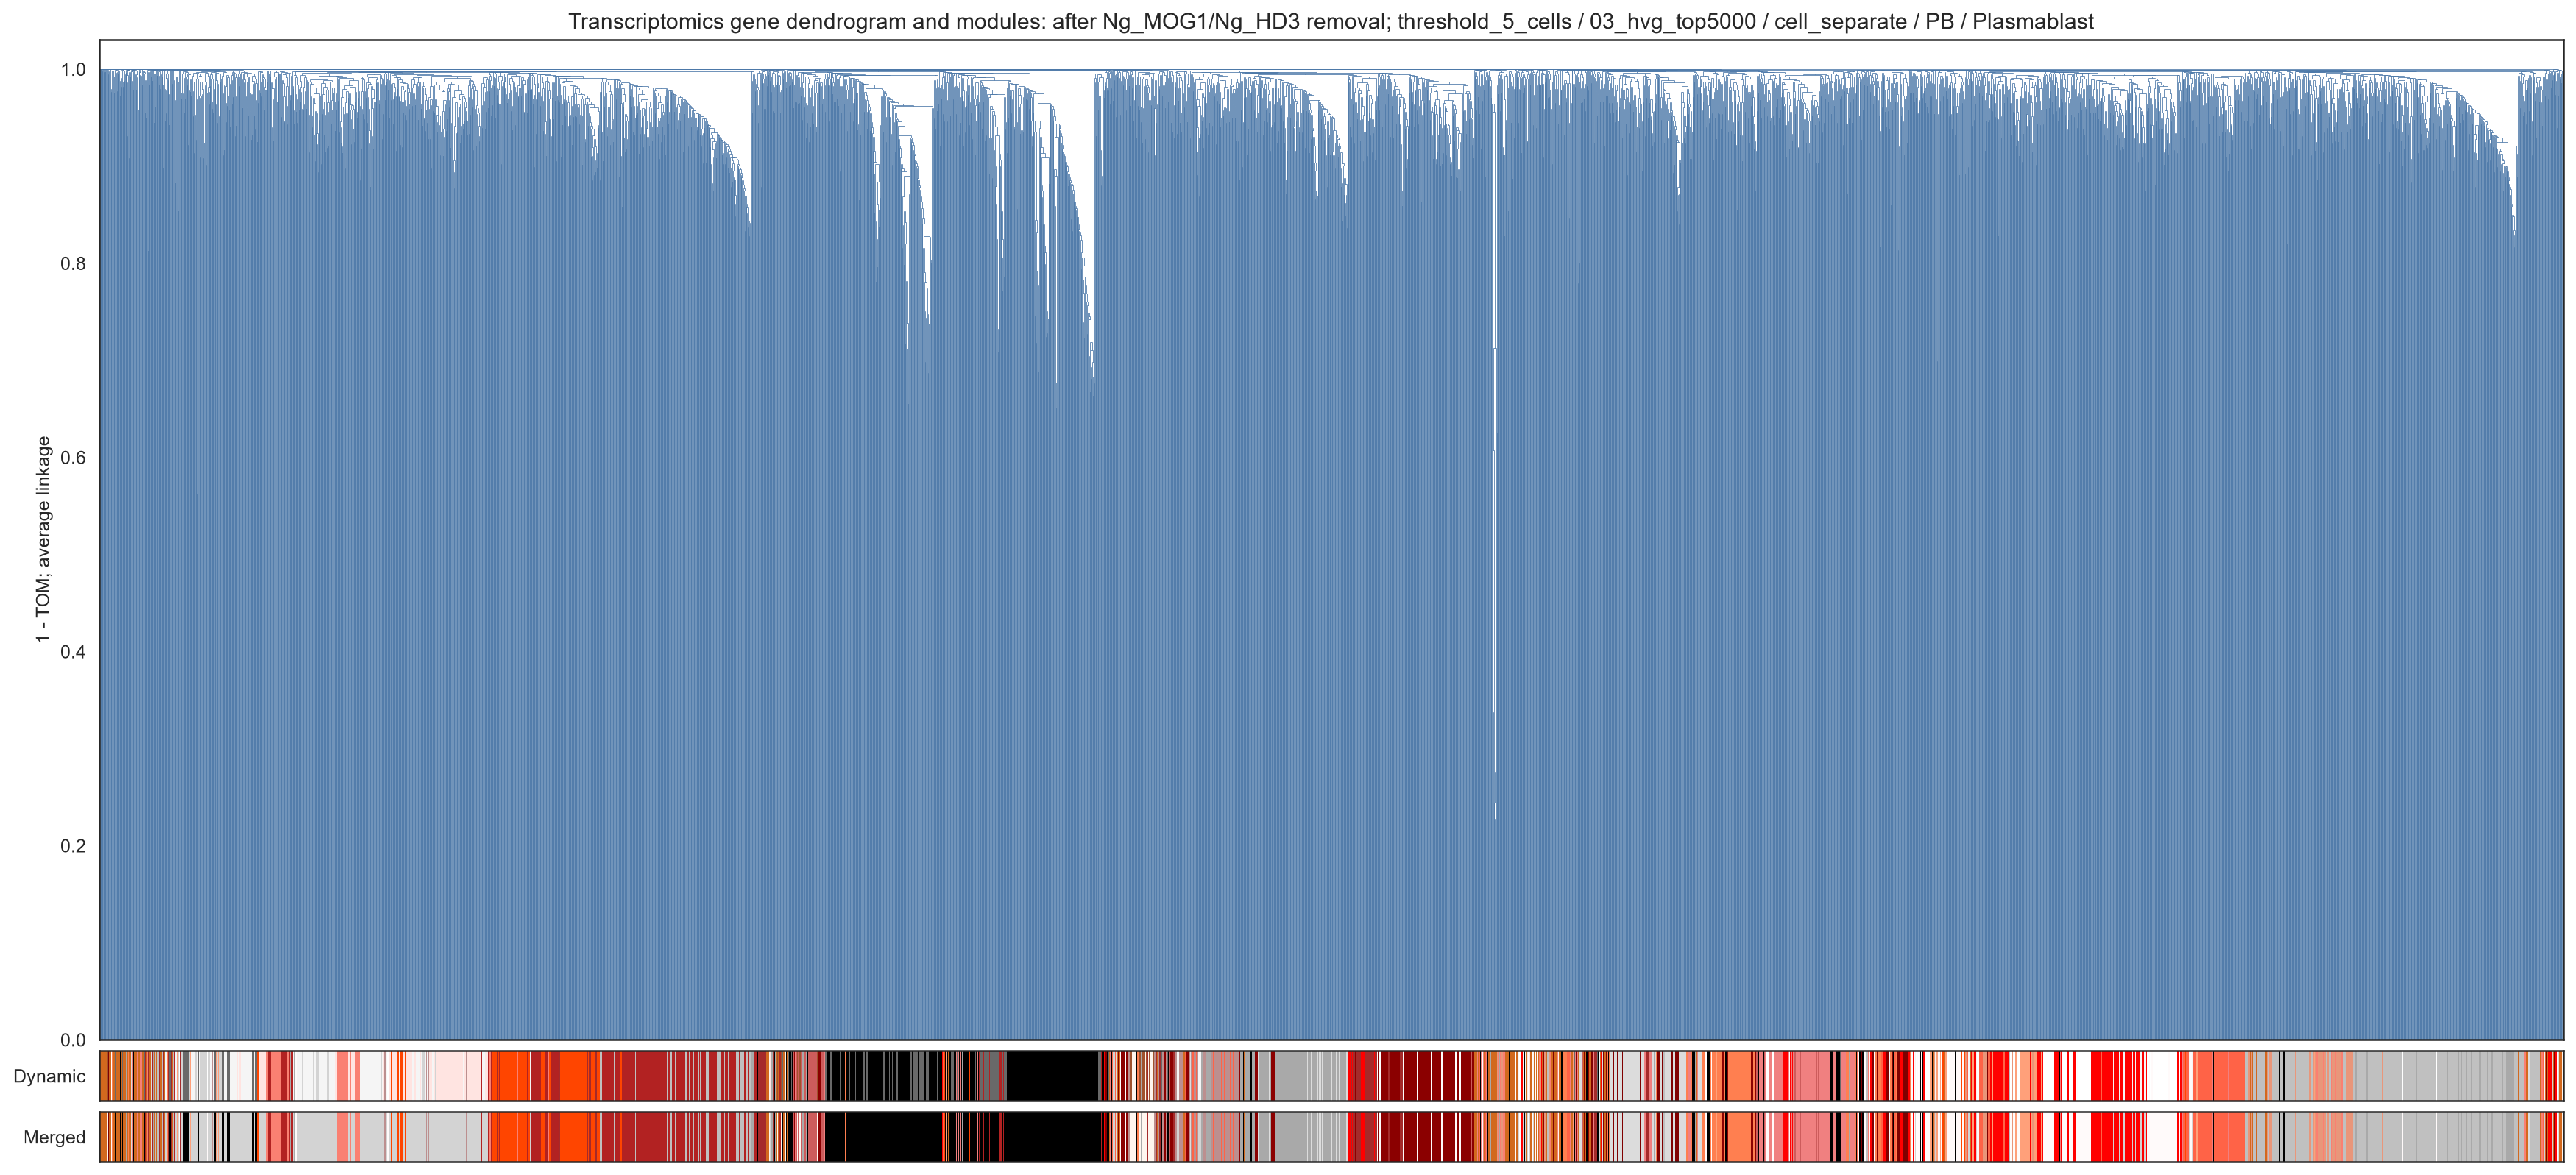 Transcriptomics gene dendrogram and modules: after Ng_MOG1/Ng_HD3 removal; threshold_5_cells / 03_hvg_top5000 / cell_separate / PB / Plasmablast
1.0
0.8
0.6
0.4
0.2
0.0
1 - TOM; average linkage
Dynamic
Merged